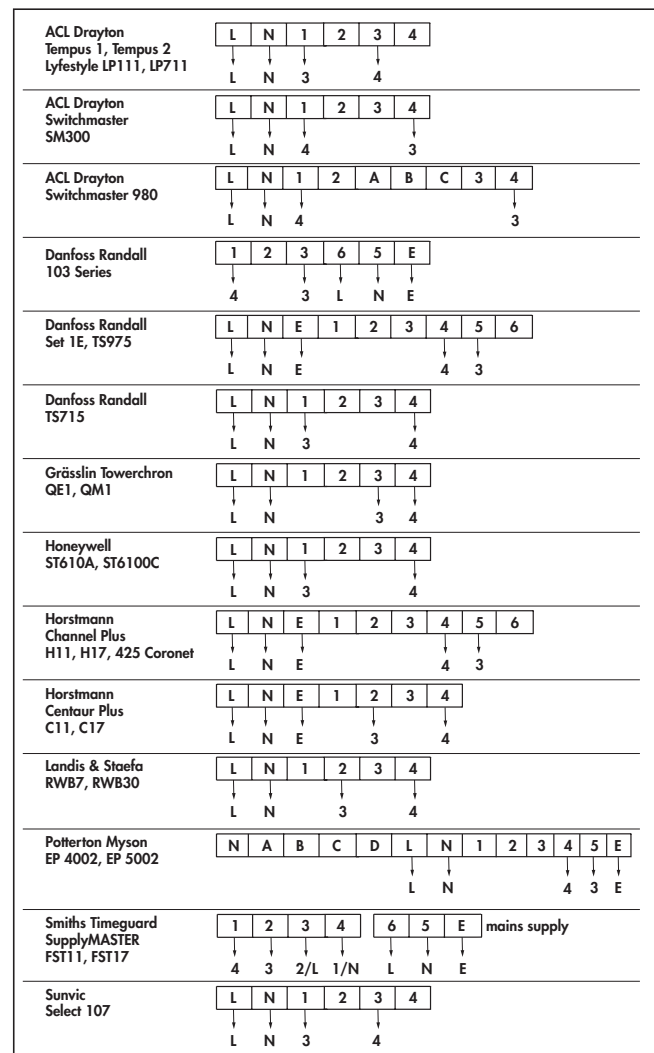 ACL Drayton
Tempus 1, Tempus 2
Lyfestyle LP111, LP711
L N 1 2 3 4
L N 3 4
ACL Drayton
Switchmaster
SM300
L N 1 2 3 4
L N 4 3
ACL Drayton
Switchmaster 980
L N 1 2 A B C 3 4
L N 4 3
Danfoss Randall
103 Series
1 2 3 6 5 E
4 3 L N E
Danfoss Randall
Set 1E, TS975
L N E 1 2 3 4 5 6
L N E 4 3
Danfoss Randall
TS715
L N 1 2 3 4
L N 3 4
Grässlin Towerchron
QE1, QM1
L N 1 2 3 4
L N 3 4
Honeywell
ST610A, ST6100C
L N 1 2 3 4
L N 3 4
Horstmann
Channel Plus
H11, H17, 425 Coronet
L N E 1 2 3 4 5 6
L N E 4 3
Horstmann
Centaur Plus
C11, C17
L N E 1 2 3 4
L N E 3 4
Landis & Staefa
RWB7, RWB30
L N 1 2 3 4
L N 3 4
Potterton Myson
EP 4002, EP 5002
N A B C D L N 1 2 3 4 5 E
L N 4 3 E
Smiths Timeguard
SupplyMASTER
FST11, FST17
1 2 3 4 6 5 E mains supply
4 3 2/L 1/N L N E
Sunvic
Select 107
L N 1 2 3 4
L N 3 4